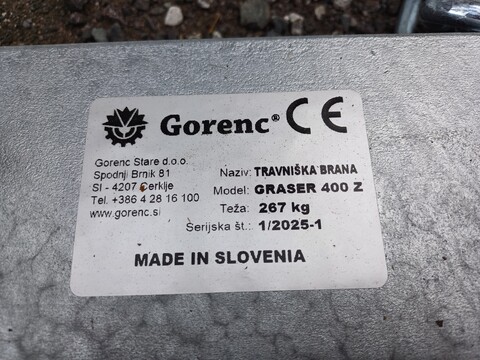 Gorenc® CE
Gorenc Stare d.o.o.
Spodnji Brnik 81
SI - 4207 Cerklje
Tel. +386 4 28 16 100
www.gorenc.si
Naziv: TRAVNIŠKA BRANA
Model: GRASER 400 Z
Teža: 267 kg
Serijska št.: 1/2025-1
MADE IN SLOVENIA